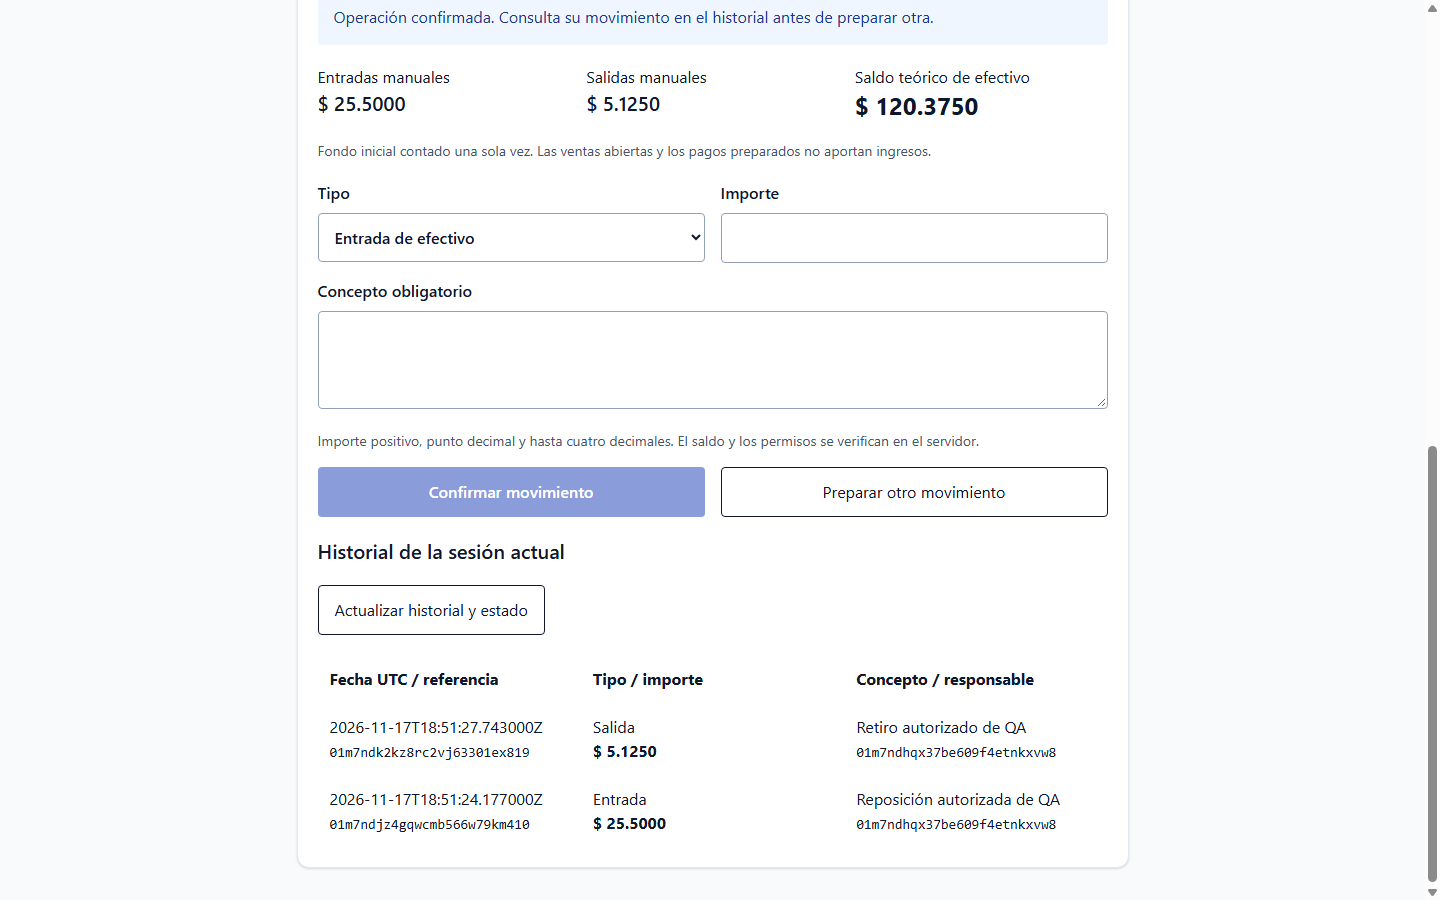 Operación confirmada. Consulta su movimiento en el historial antes de preparar otra.
Entradas manuales
$ 25.5000
Salidas manuales
$ 5.1250
Saldo teórico de efectivo
$ 120.3750
Fondo inicial contado una sola vez. Las ventas abiertas y los pagos preparados no aportan ingresos.
Tipo
Importe
Entrada de efectivo
Concepto obligatorio
Importe positivo, punto decimal y hasta cuatro decimales. El saldo y los permisos se verifican en el servidor.
Confirmar movimiento
Preparar otro movimiento
Historial de la sesión actual
Actualizar historial y estado
Fecha UTC / referencia
Tipo / importe
Concepto / responsable
2026-11-17T18:51:27.743000Z
01m7ndk2kz8rc2vj63301ex819
Salida
$ 5.1250
Retiro autorizado de QA
01m7ndhqx37be609f4etnkxvw8
2026-11-17T18:51:24.177000Z
01m7ndjz4gqwcmb566w79km410
Entrada
$ 25.5000
Reposición autorizada de QA
01m7ndhqx37be609f4etnkxvw8